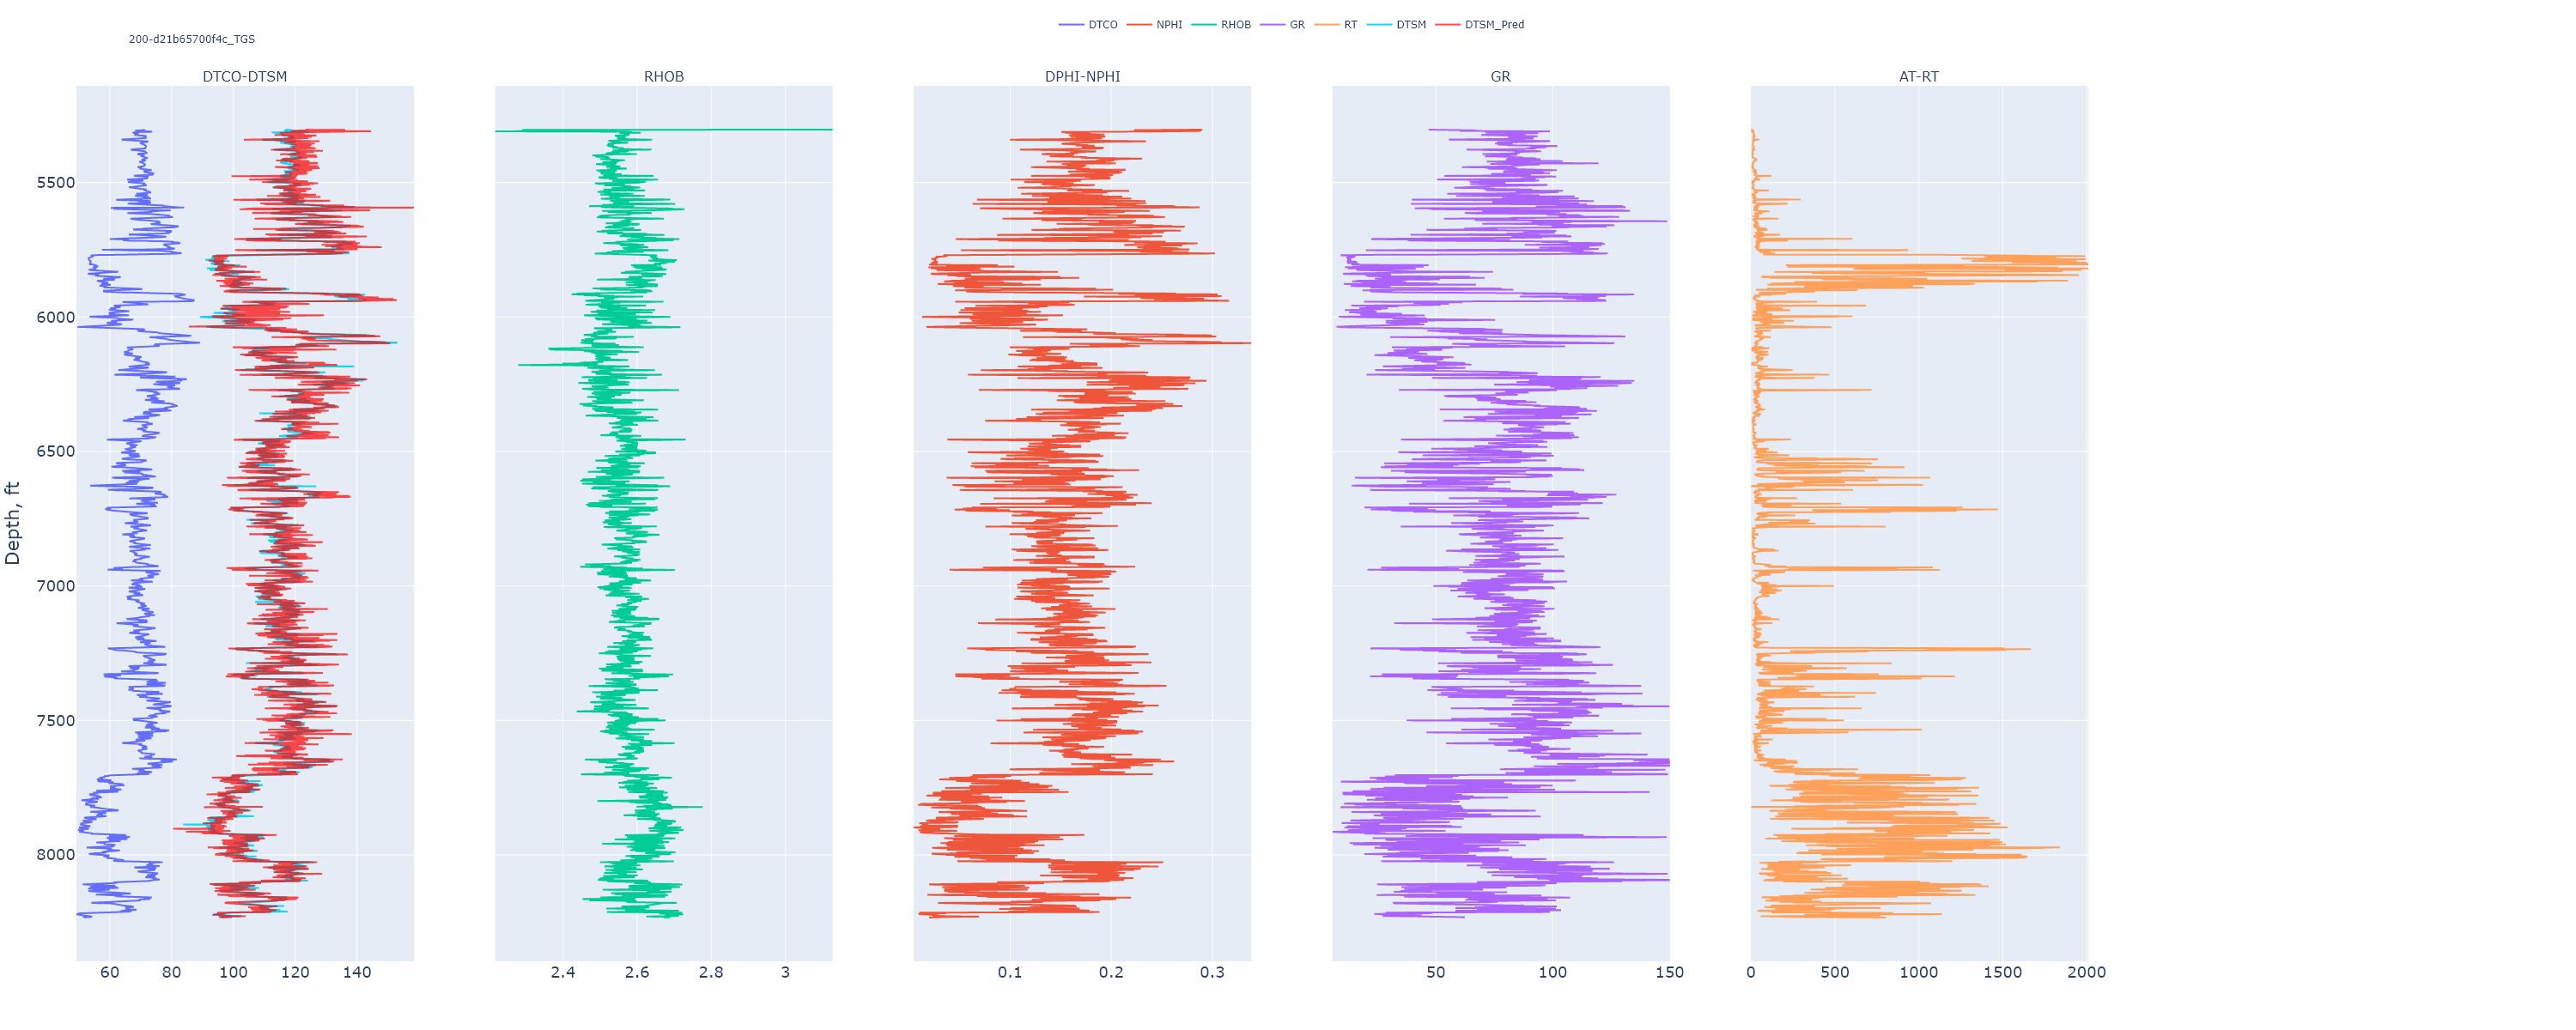 DTCO NPHI RHOB GR RT DTSM DTSM_Pred
200-d21b65700f4c_TGS
DTCO-DTSM RHOB DPHI-NPHI GR AT-RT
5500
6000
6500
7000
7500
8000
Depth, ft
60 80 100 120 140 2.4 2.6 2.8 3 0.1 0.2 0.3 50 100 150 0 500 1000 1500 2000